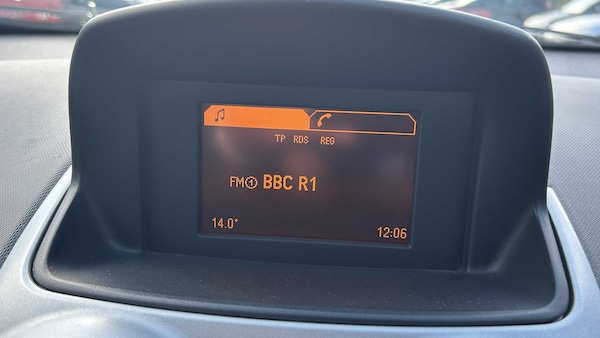 TP RDS REG
FM① BBC R1
14.0° 12:06